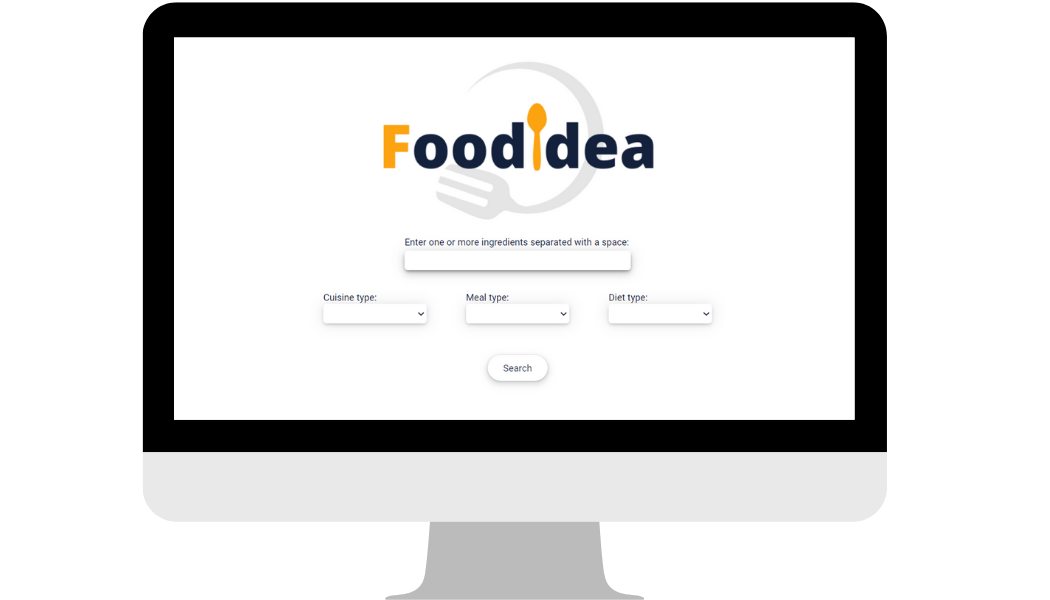 Foodidea
Enter one or more ingredients separated with a space:
Cuisine type: Meal type: Diet type:
Search